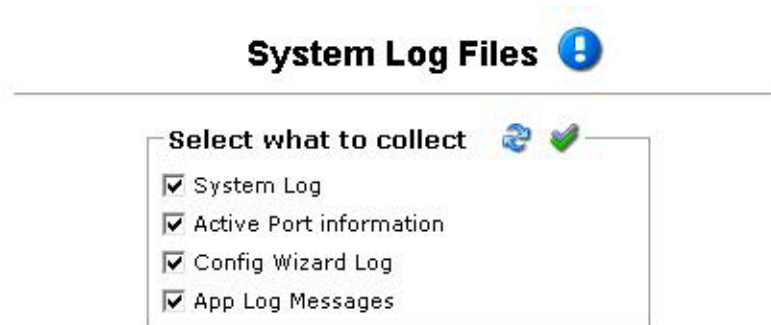 System Log Files
Select what to collect
System Log
Active Port information
Config Wizard Log
App Log Messages